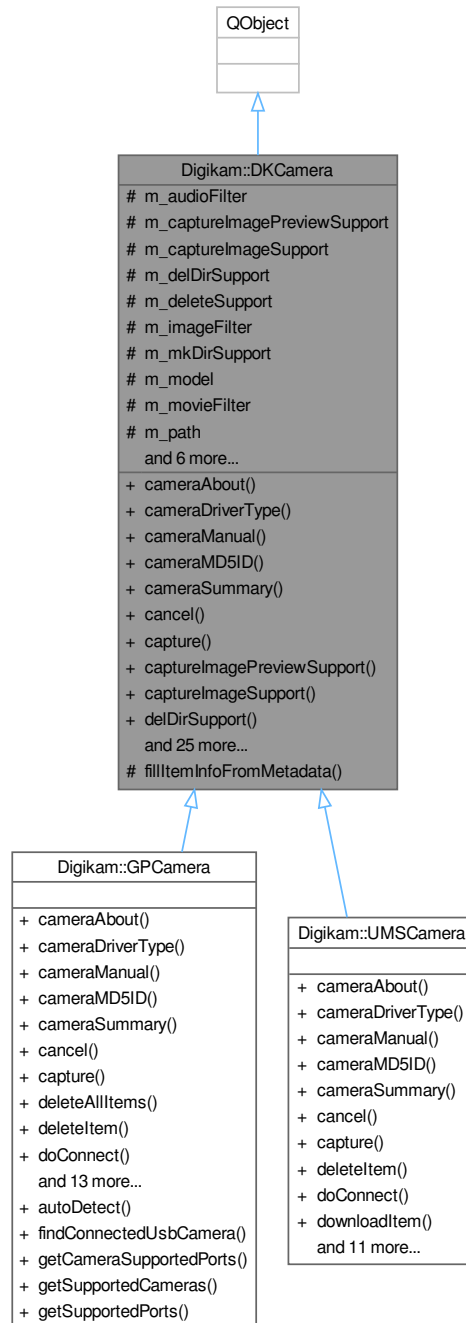 QObject
Digikam::DKCamera
# m_audioFilter
# m_captureImagePreviewSupport
# m_captureImageSupport
# m_delDirSupport
# m_deleteSupport
# m_imageFilter
# m_mkDirSupport
# m_model
# m_movieFilter
# m_path
and 6 more...
+ cameraAbout()
+ cameraDriverType()
+ cameraManual()
+ cameraMD5ID()
+ cameraSummary()
+ cancel()
+ capture()
+ captureImagePreviewSupport()
+ captureImageSupport()
+ delDirSupport()
and 25 more...
# fillItemInfoFromMetadata()
Digikam::GPCamera
+ cameraAbout()
+ cameraDriverType()
+ cameraManual()
+ cameraMD5ID()
+ cameraSummary()
+ cancel()
+ capture()
+ deleteAllItems()
+ deleteItem()
+ doConnect()
and 13 more...
+ autoDetect()
+ findConnectedUsbCamera()
+ getCameraSupportedPorts()
+ getSupportedCameras()
+ getSupportedPorts()
Digikam::UMSCamera
+ cameraAbout()
+ cameraDriverType()
+ cameraManual()
+ cameraMD5ID()
+ cameraSummary()
+ cancel()
+ capture()
+ deleteItem()
+ doConnect()
+ downloadItem()
and 11 more...